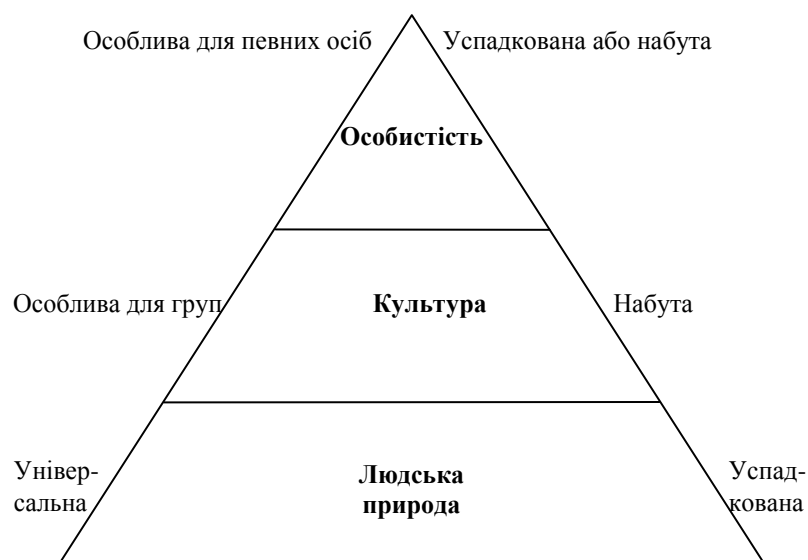 Особлива для певних осіб
Успадкована або набута
Особистість
Особлива для груп
Культура
Набута
Універ-
сальна
Людська
природа
Успад-
кована